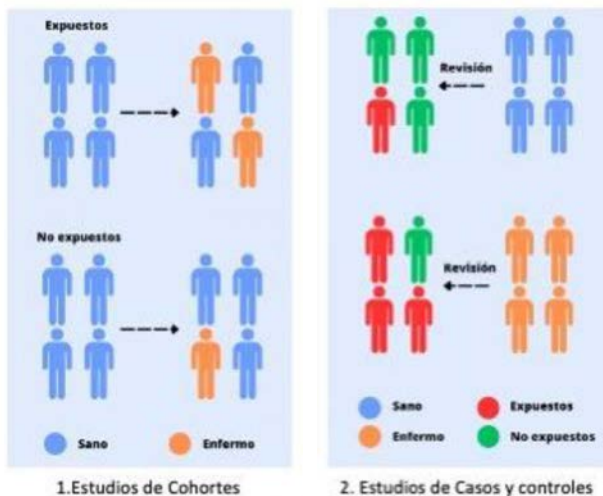 Expuestos
No expuestos
Sano
Enfermo
1.Estudios de Cohortes
Revisión
Revisión
Sano
Expuestos
Enfermo
No expuestos
2. Estudios de Casos y controles